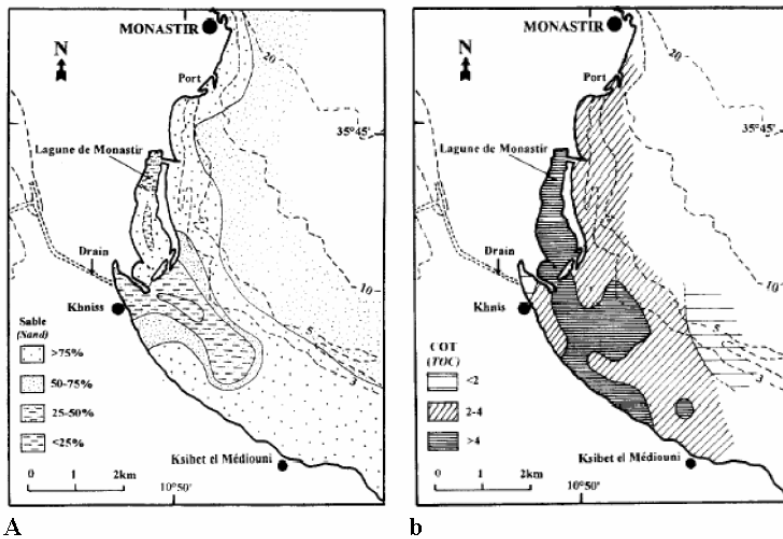 MONASTIR
N
Port
20
35°45'
Lagune de Monastir
Drain
10
Khniss
Sable
(Nand)
5
3
>75%
50-75%
25-50%
<25%
0 1 2km
Ksibet el Médiouni
10°50'
A
MONASTIR
N
Port
20
35°45'
Lagune de Monastir
Drain
10
Khnis
COT
(TOC)
5
3
<2
2-4
>4
0 1 2km
Ksibet el Médiouni
10°50'
b